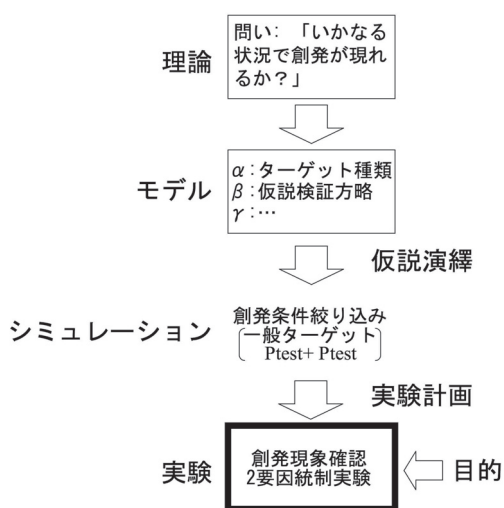 理論
問い: 「いかなる
状況で創発が現れ
るか？」
モデル
α:ターゲット種類
β:仮説検証方略
γ:…
仮説演繹
シミュレーション
創発条件絞り込み
一般ターゲット
Ptest+ Ptest
実験計画
実験
創発現象確認
2要因統制実験
目的